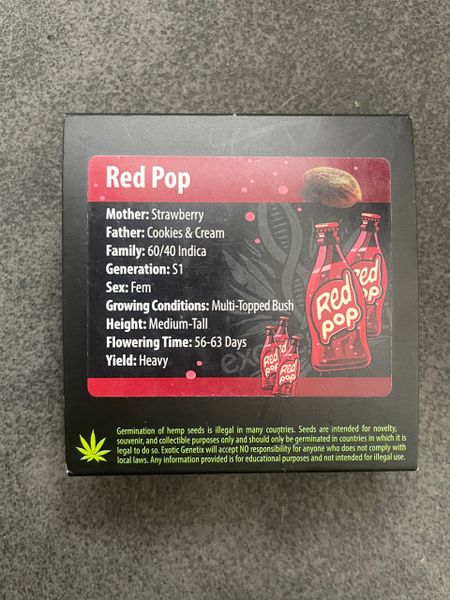 Red Pop
Mother: Strawberry
Father: Cookies & Cream
Family: 60/40 Indica
Generation: S1
Sex: Fem
Growing Conditions: Multi-Topped Bush
Height: Medium-Tall
Flowering Time: 56-63 Days
Yield: Heavy
Red
pop
Red
pop
Red
pop
exo
Germination of hemp seeds is illegal in many countries. Seeds are intended for novelty,
souvenir, and collectible purposes only and should only be germinated in countries in which it is
legal to do so. Exotic Genetix will accept NO responsibility for anyone who does not comply with
local laws. Any information provided is for educational purposes and not intended for illegal use.